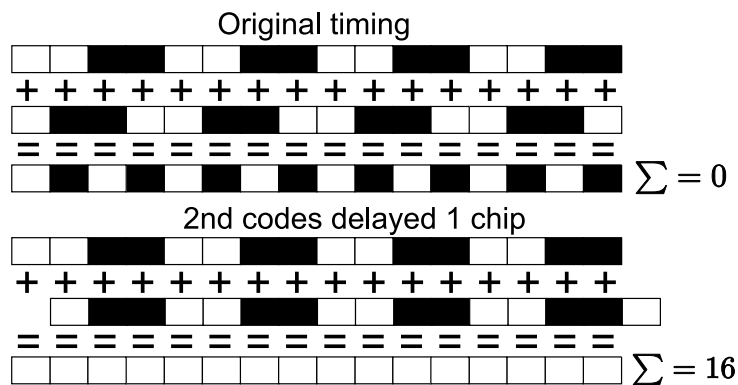 Original timing
+ + + + + + + + + + + + + + + +
= = = = = = = = = = = = = = = =
∑ = 0
2nd codes delayed 1 chip
+ + + + + + + + + + + + + + + +
= = = = = = = = = = = = = = = =
∑ = 16